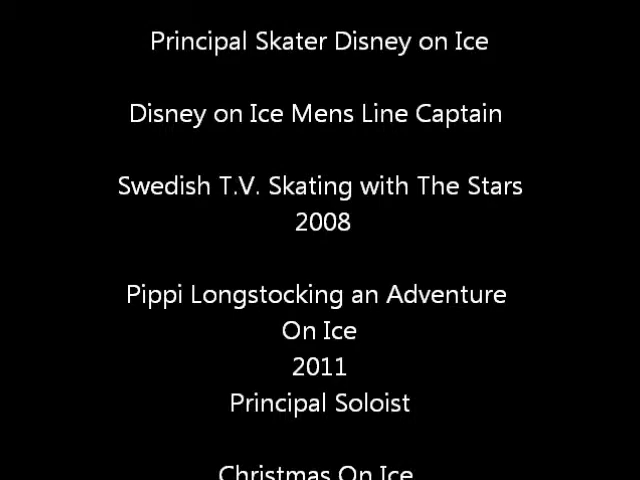 Principal Skater Disney on Ice
Disney on Ice Mens Line Captain
Swedish T.V. Skating with The Stars
2008
Pippi Longstocking an Adventure
On Ice
2011
Principal Soloist
Christmas On Ice